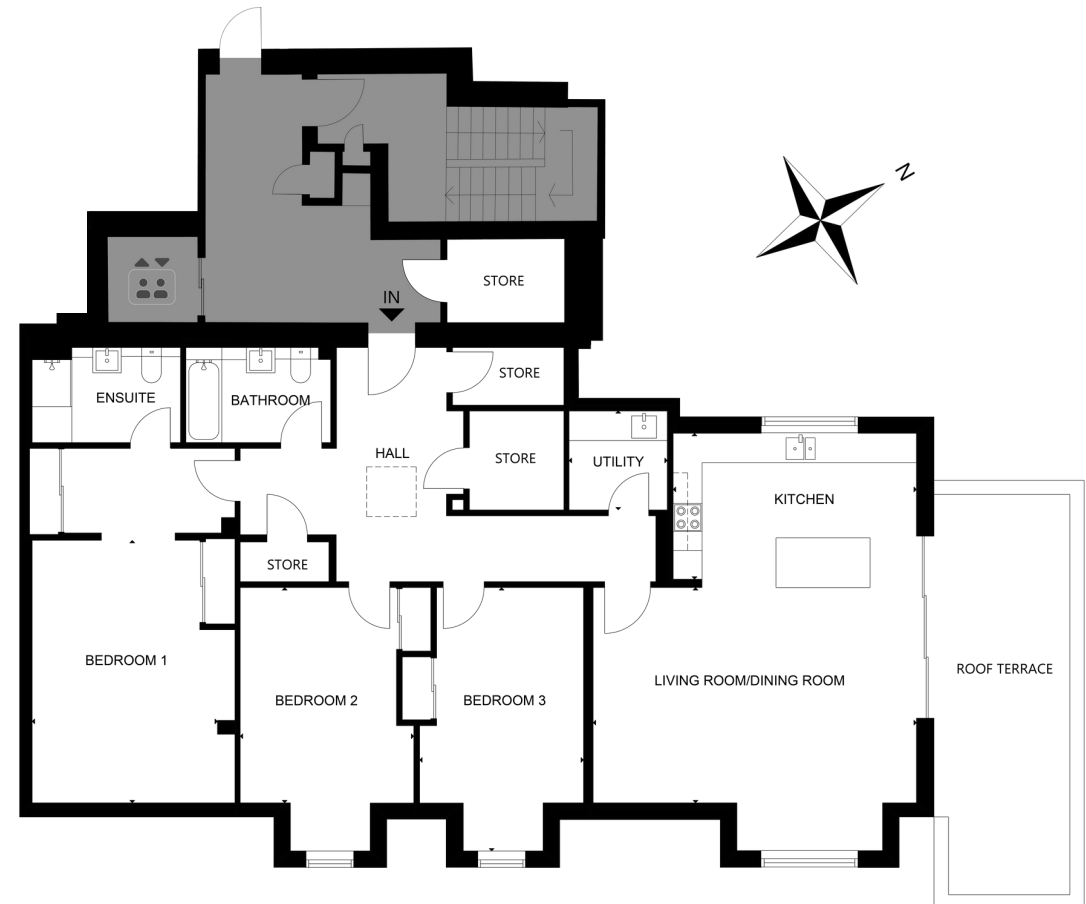 N
STORE
IN
STORE
ENSUITE
BATHROOM
HALL
STORE
UTILITY
KITCHEN
STORE
BEDROOM 1
BEDROOM 2
BEDROOM 3
LIVING ROOM/DINING ROOM
ROOF TERRACE